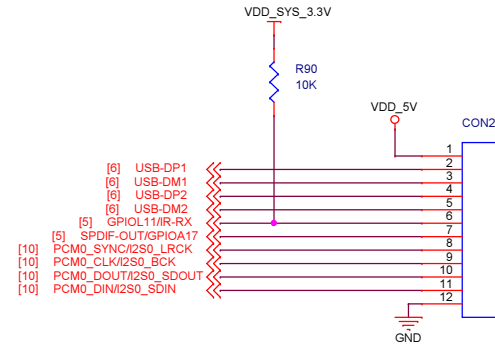 VDD_SYS_3.3V
R90
10K
VDD_5V
CON2
1
[6] USB-DP1 2
[6] USB-DM1 3
[6] USB-DP2 4
[6] USB-DM2 5
[5] GPIOL11/IR-RX 6
[5] SPDIF-OUT/GPIOA17 7
[10] PCM0_SYNC/I2S0_LRCK 8
[10] PCM0_CLK/I2S0_BCK 9
[10] PCM0_DOUT/I2S0_SDOUT 10
[10] PCM0_DIN/I2S0_SDIN 11
12
GND